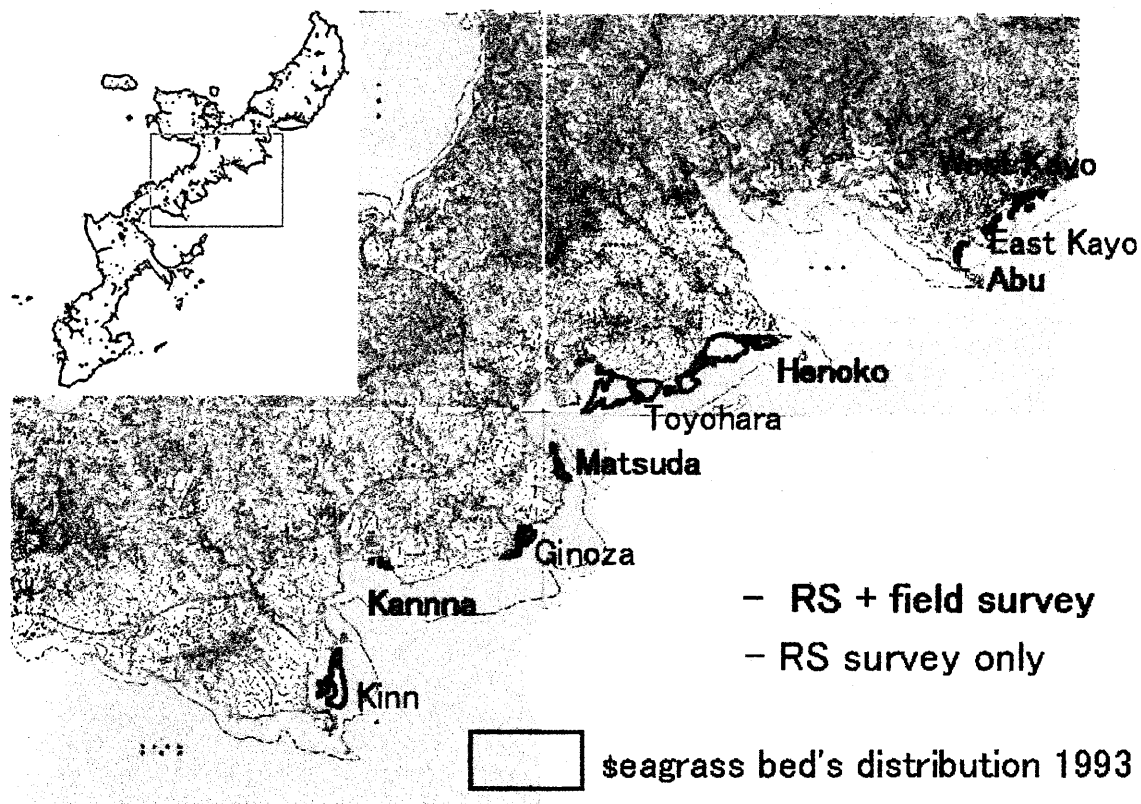 West Kayo
East Kayo
Abu
Henoko
Toyohara
Matsuda
Ginoza
Kannna
Kinn
- RS + field survey
- RS survey only
seagrass bed's distribution 1993